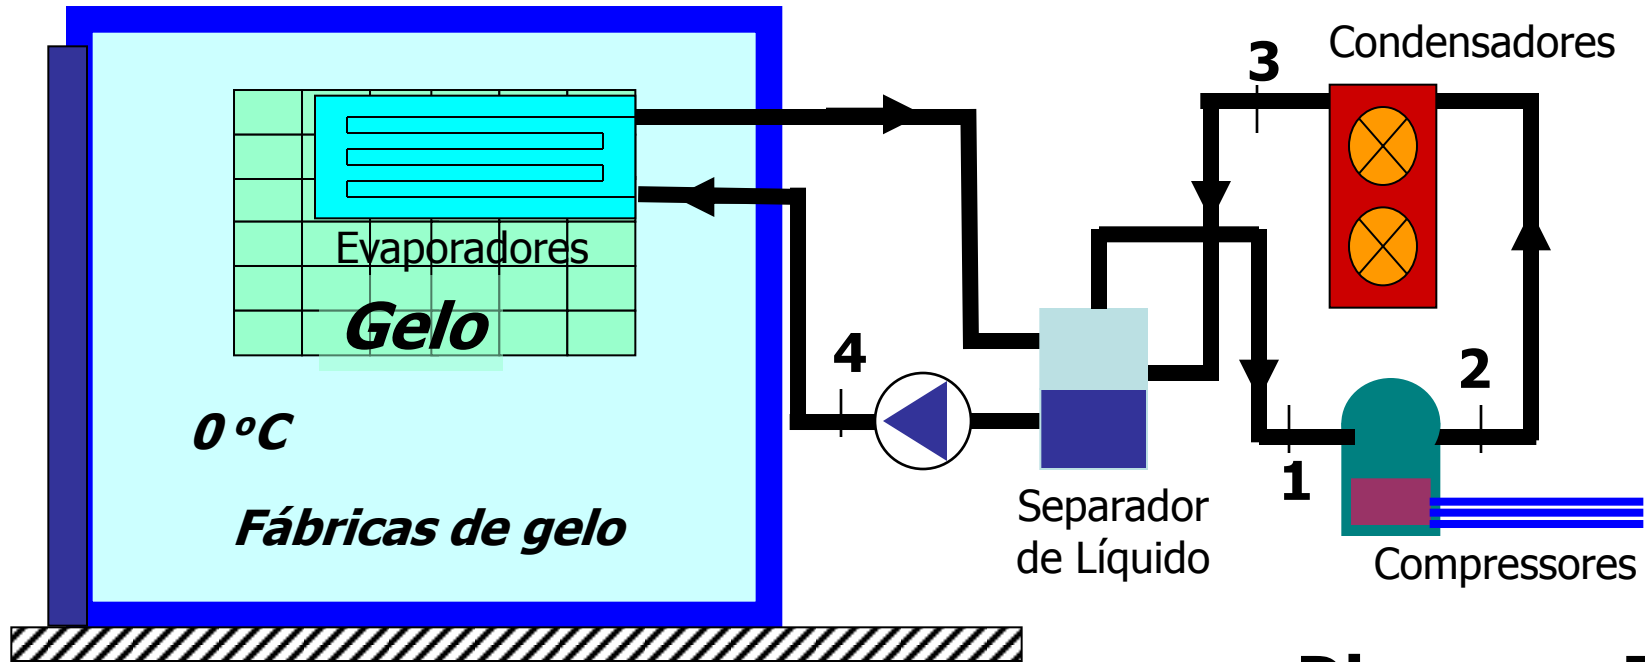 Condensadores
3
Evaporadores
Gelo
4
2
0 ºC
1
Separador
de Líquido
Fábricas de gelo
Compressores